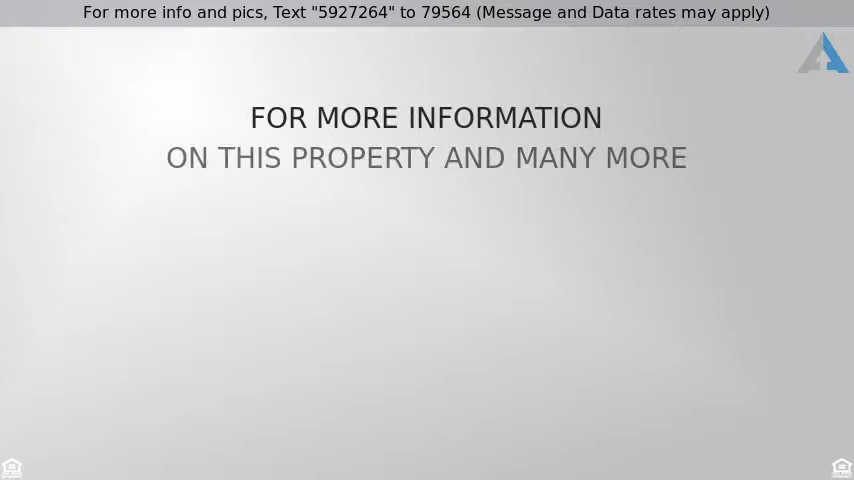 For more info and pics, Text "5927264" to 79564 (Message and Data rates may apply)
FOR MORE INFORMATION
ON THIS PROPERTY AND MANY MORE